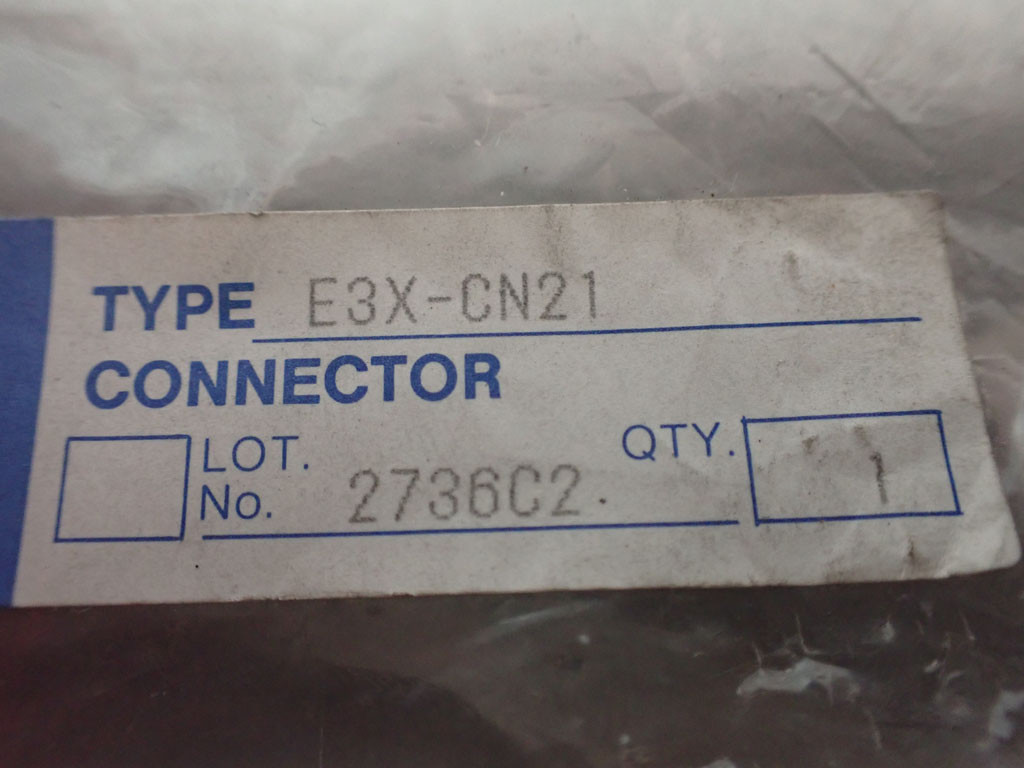 TYPE E3X-CN21
CONNECTOR
LOT. No. 2736C2. QTY. 1